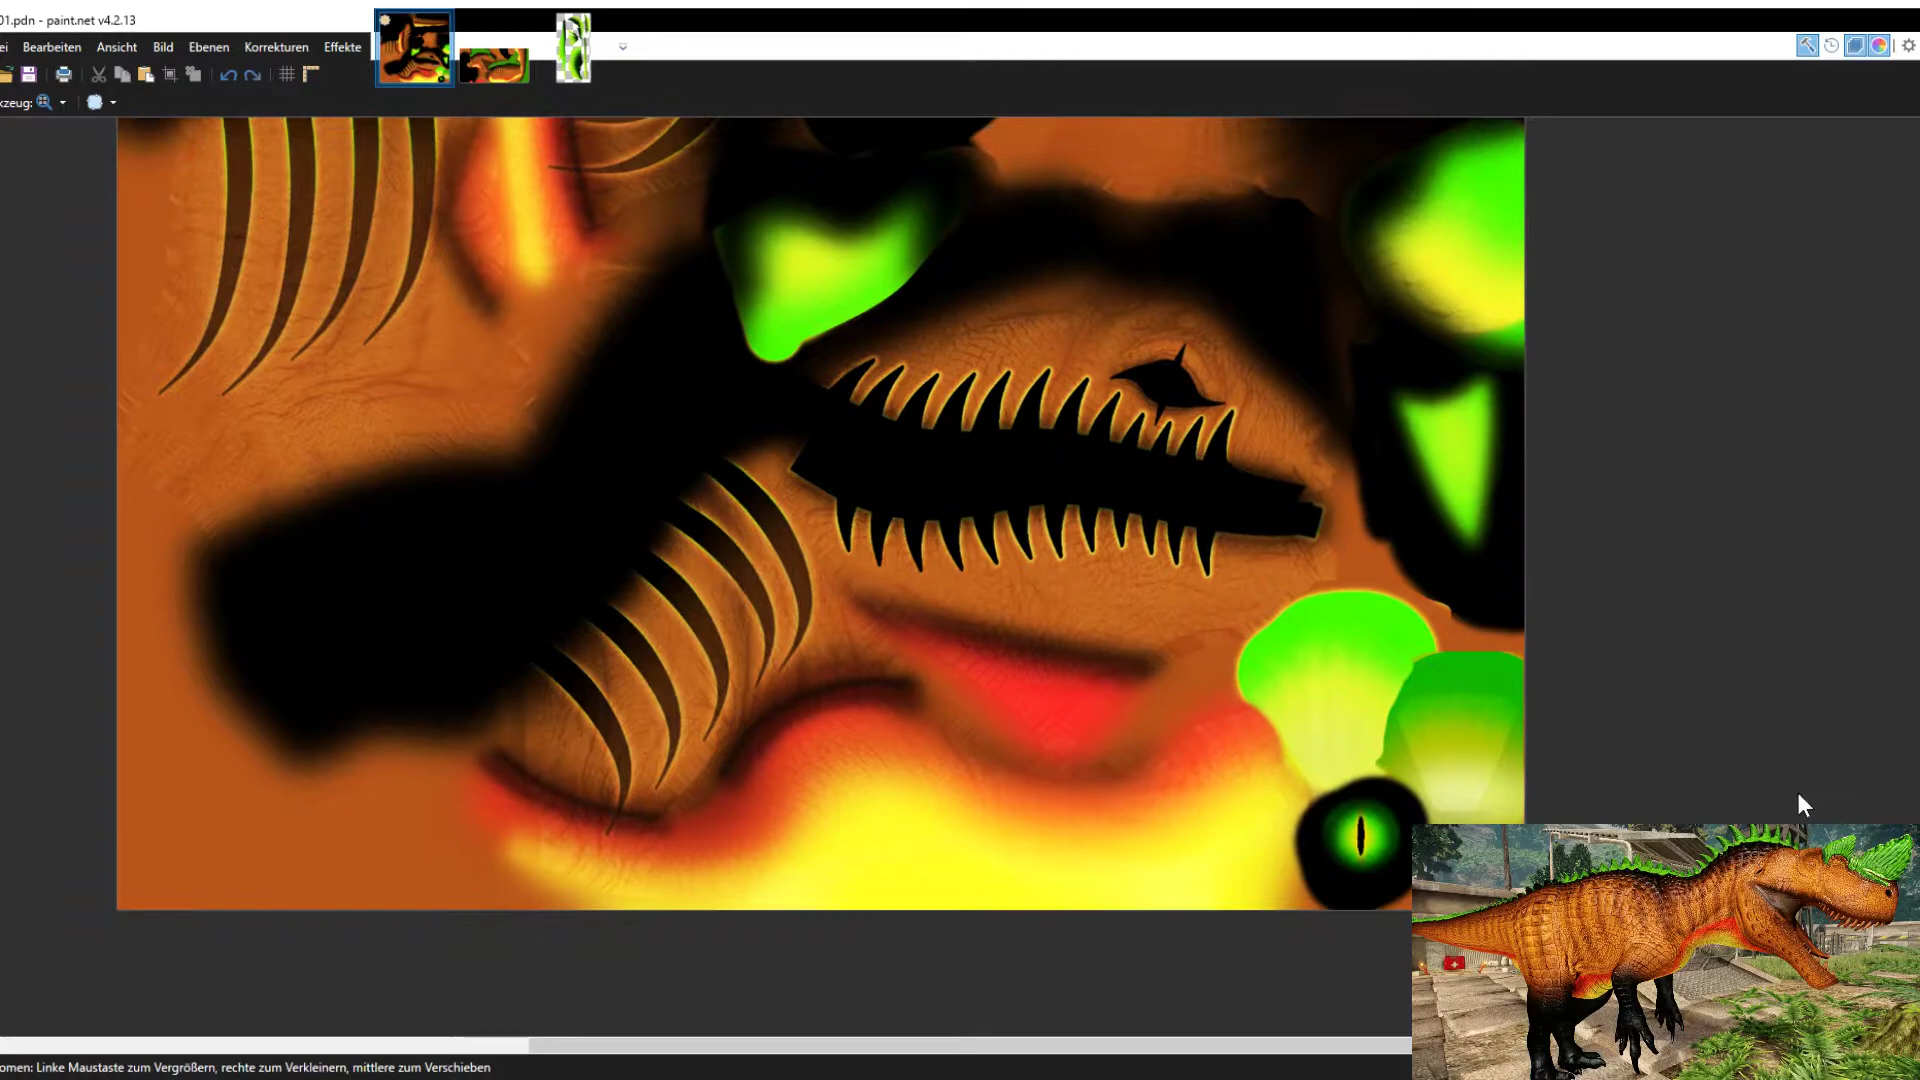 01.pdn - paint.net v4.2.13
ei Bearbeiten Ansicht Bild Ebenen Korrekturen Effekte
kzeug:
omen: Linke Maustaste zum Vergrößern, rechte zum Verkleinern, mittlere zum Verschieben